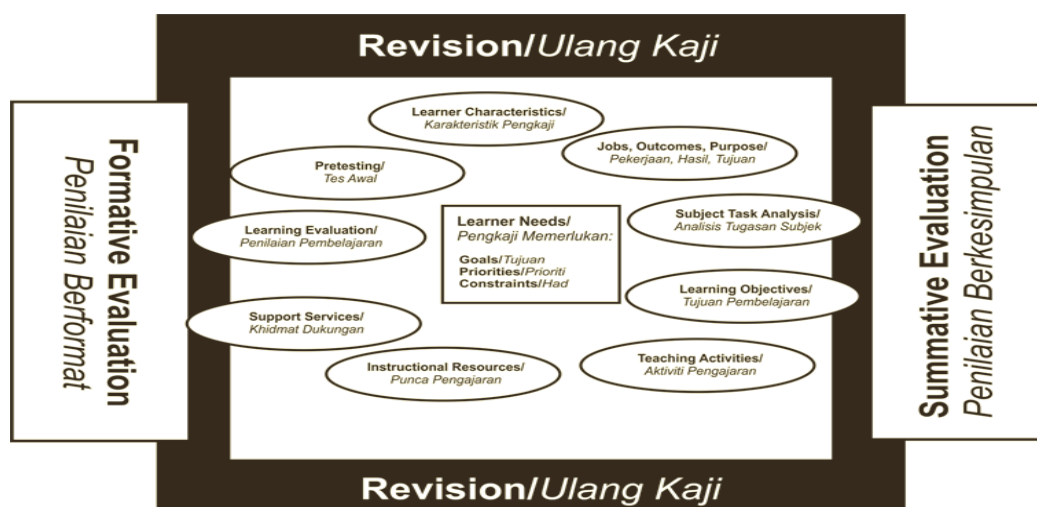 Revision/Ulang Kaji
Formative Evaluation
Penilaian Berformat
Learner Characteristics/
Karakteristik Pengkaji
Jobs, Outcomes, Purpose/
Pekerjaan, Hasil, Tujuan
Pretesting/
Tes Awal
Subject Task Analysis/
Analisis Tugasan Subjek
Learning Evaluation/
Penilaian Pembelajaran
Learner Needs/
Pengkaji Memerlukan:
Goals/Tujuan
Priorities/Prioriti
Constraints/Had
Learning Objectives/
Tujuan Pembelajaran
Support Services/
Khidmat Dukungan
Teaching Activities/
Aktiviti Pengajaran
Instructional Resources/
Punca Pengajaran
Summative Evaluation
Penilaian Berkesimpulan
Revision/Ulang Kaji